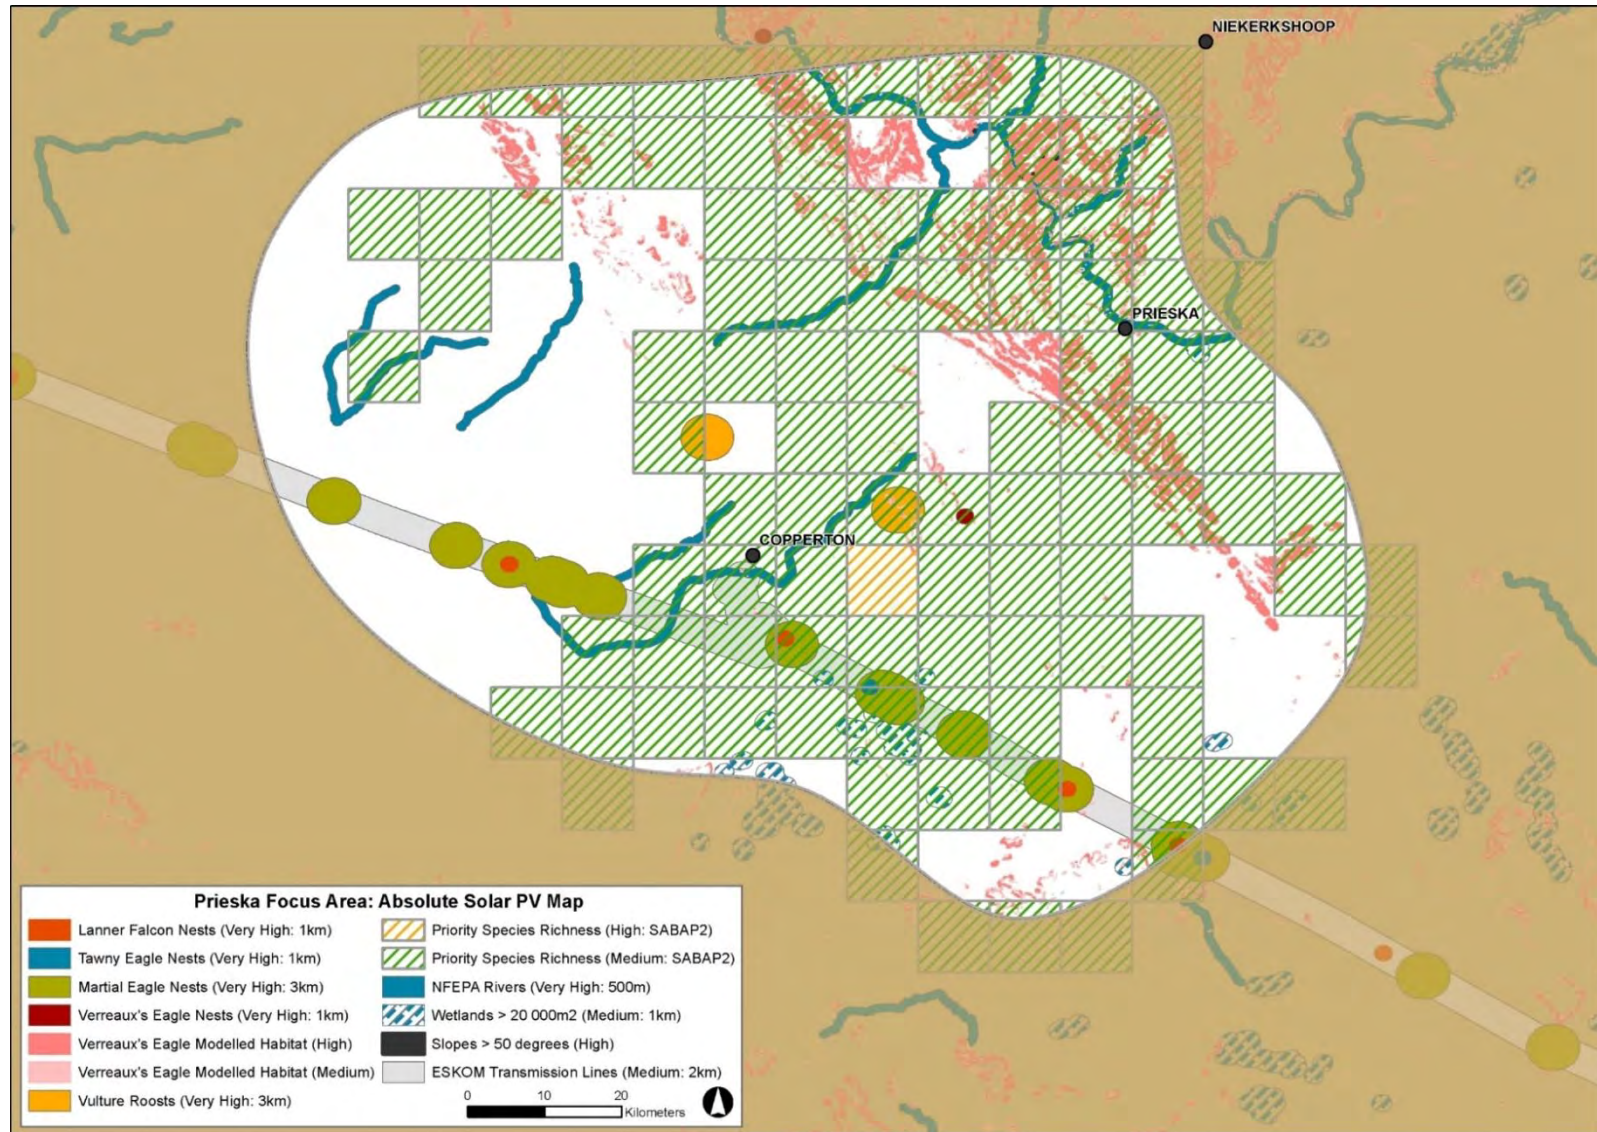 NIEKERKSHOOP
PRIESKA
COPPERTON
Prieska Focus Area: Absolute Solar PV Map
Lanner Falcon Nests (Very High: 1km)
Tawny Eagle Nests (Very High: 1km)
Martial Eagle Nests (Very High: 3km)
Verreaux's Eagle Nests (Very High: 1km)
Verreaux's Eagle Modelled Habitat (High)
Verreaux's Eagle Modelled Habitat (Medium)
Vulture Roosts (Very High: 3km)
Priority Species Richness (High: SABAP2)
Priority Species Richness (Medium: SABAP2)
NFEPA Rivers (Very High: 500m)
Wetlands > 20 000m2 (Medium: 1km)
Slopes > 50 degrees (High)
ESKOM Transmission Lines (Medium: 2km)
0 10 20
Kilometers